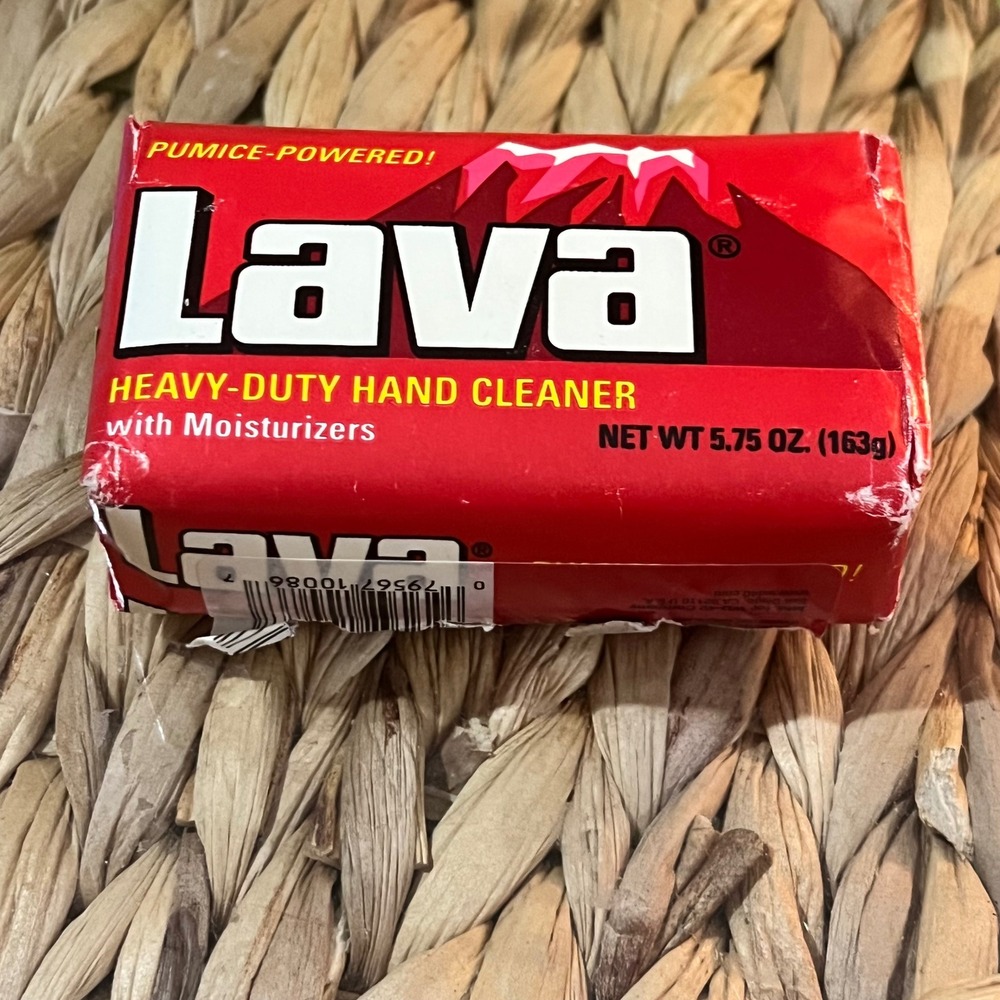 PUMICE-POWERED!
Lava®
HEAVY-DUTY HAND CLEANER
with Moisturizers
NET WT 5.75 OZ. (163g)
Lava®
0 79567 10086 7